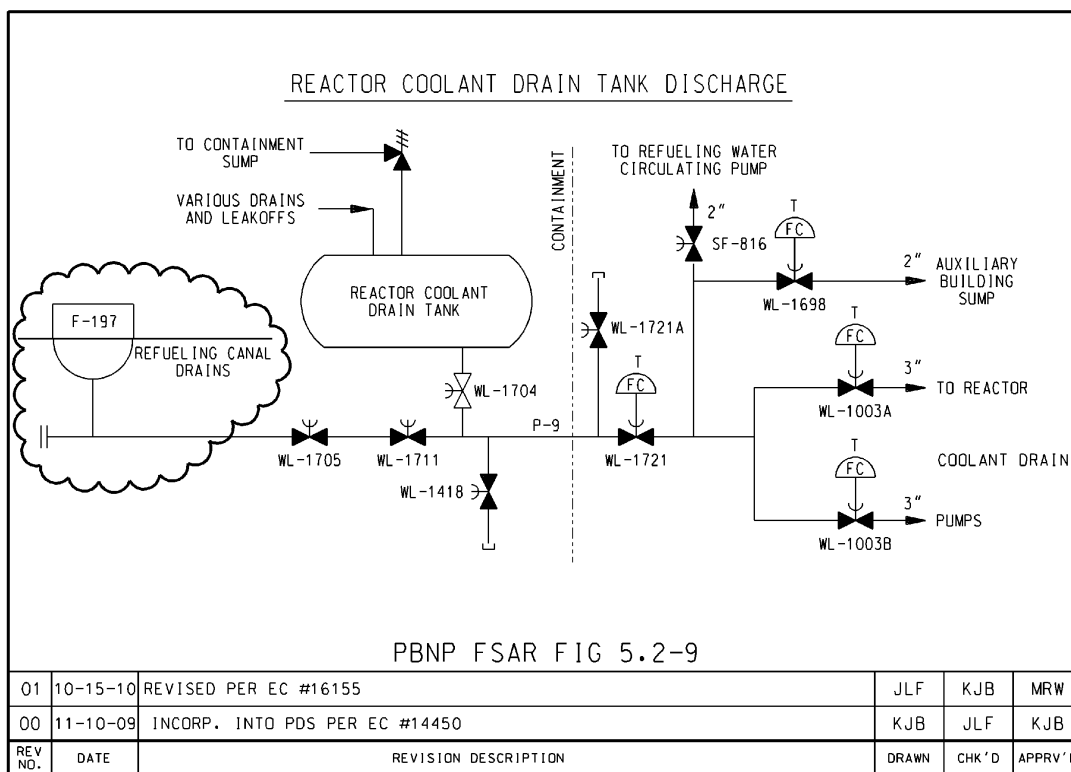 REACTOR COOLANT DRAIN TANK DISCHARGE
TO CONTAINMENT
SUMP
VARIOUS DRAINS
AND LEAKOFFS
CONTAINMENT
TO REFUELING WATER
CIRCULATING PUMP
2"
SF-816
T
FC
WL-1698
2"
AUXILIARY
BUILDING
SUMP
F-197
REFUELING CANAL
DRAINS
REACTOR COOLANT
DRAIN TANK
WL-1704
WL-1721A
T
FC
WL-1721
T
FC
WL-1003A
3"
TO REACTOR
P-9
WL-1705
WL-1711
WL-1418
COOLANT DRAIN
T
FC
WL-1003B
3"
PUMPS
PBNP FSAR FIG 5.2-9
01 10-15-10 REVISED PER EC #16155 JLF KJB MRW
00 11-10-09 INCORP. INTO PDS PER EC #14450 KJB JLF KJB
REV NO. DATE REVISION DESCRIPTION DRAWN CHK'D APPRV'